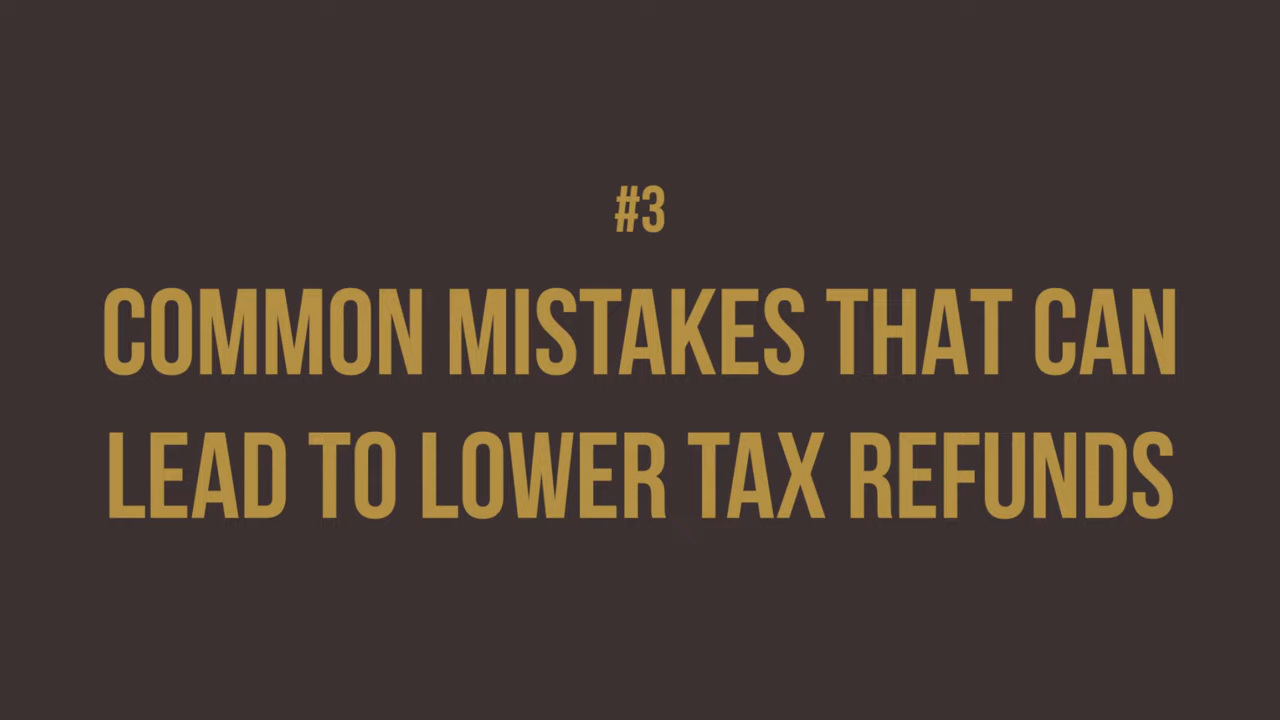 #3
COMMON MISTAKES THAT CAN
LEAD TO LOWER TAX REFUNDS